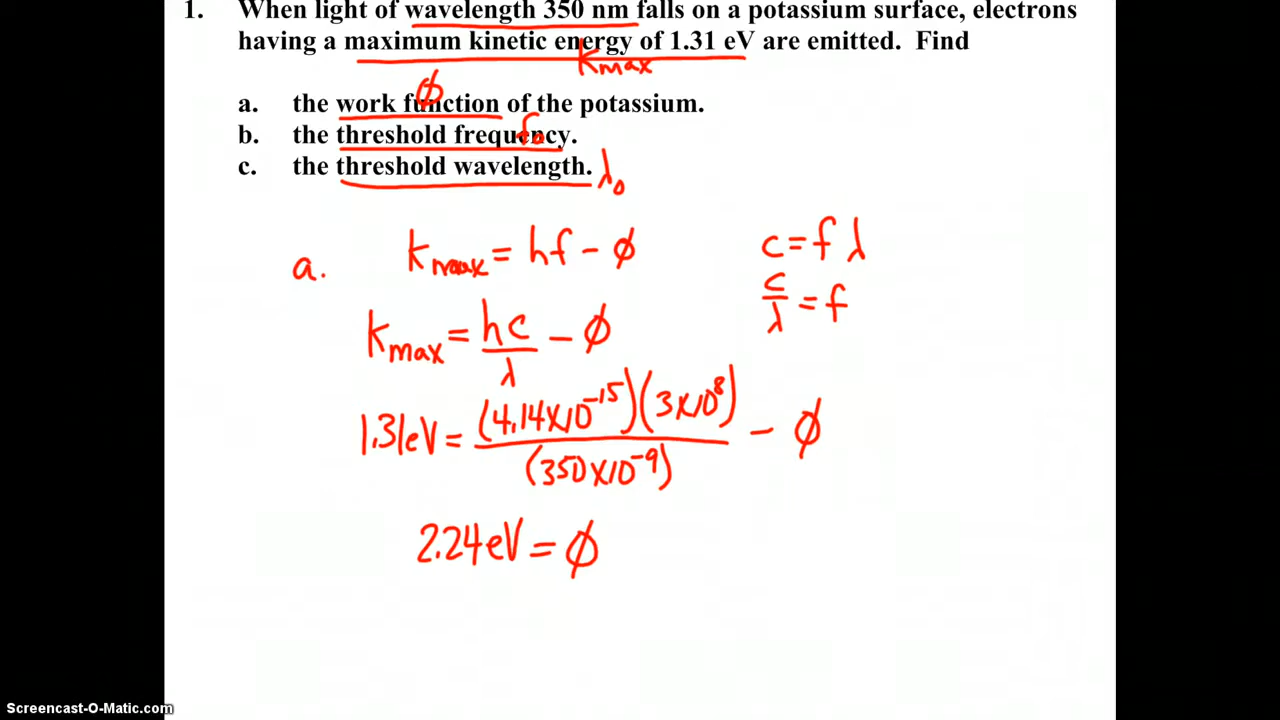 1. When light of wavelength 350 nm falls on a potassium surface, electrons
having a maximum kinetic energy of 1.31 eV are emitted. Find
Kmax
ϕ
a. the work function of the potassium.
f₀
b. the threshold frequency.
c. the threshold wavelength. λ₀
a. Kmax = hf - ϕ
c = f λ
c/λ = f
Kmax = hc/λ - ϕ
1.31eV = (4.14x10⁻¹⁵)(3x10⁸)/(350x10⁻⁹) - ϕ
2.24eV = ϕ
Screencast-O-Matic.com